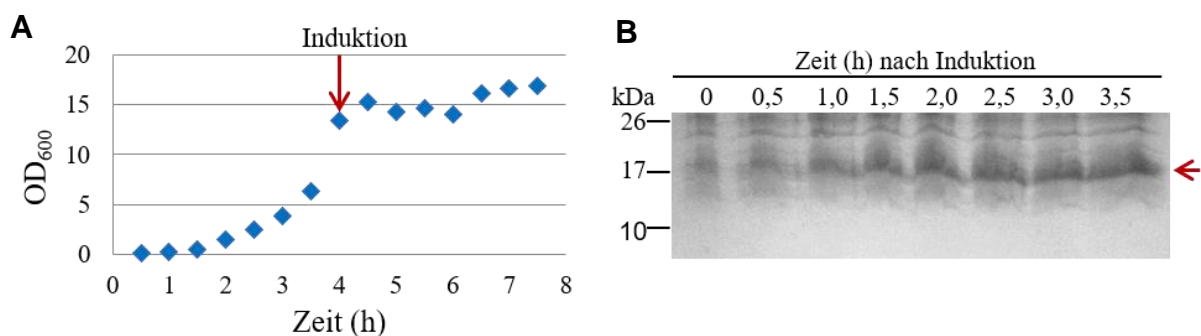 A
Induktion
20
15
10
5
0
OD600
0 1 2 3 4 5 6 7 8
Zeit (h)
B
Zeit (h) nach Induktion
kDa 0 0,5 1,0 1,5 2,0 2,5 3,0 3,5
26
17
10